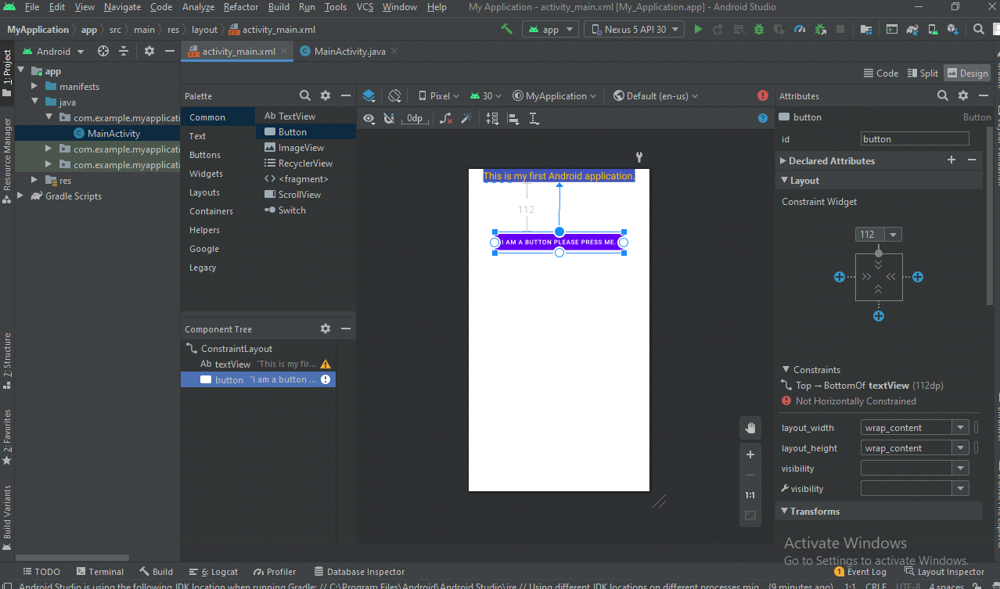 File Edit View Navigate Code Analyze Refactor Build Run Tools VCS Window Help My Application - activity_main.xml [My_Application.app] - Android Studio
MyApplication app src main res layout activity_main.xml app Nexus 5 API 30
Android activity_main.xml MainActivity.java
1: Project
Resource Manager
7: Structure
2: Favorites
Build Variants
app
manifests
java
com.example.myapplicati
MainActivity
com.example.myapplicati
com.example.myapplicati
res
Gradle Scripts
Code Split Design
Palette
Common
Text
Buttons
Widgets
Layouts
Containers
Helpers
Google
Legacy
Ab TextView
Button
ImageView
RecyclerView
<fragment>
ScrollView
Switch
Component Tree
ConstraintLayout
Ab textView "This is my fir...
button "I am a button ...
Pixel 30 MyApplication Default (en-us)
0dp
This is my first Android application.
112
I AM A BUTTON PLEASE PRESS ME.
1:1
Attributes
button Button
id button
Declared Attributes
Layout
Constraint Widget
112
Constraints
Top → BottomOf textView (112dp)
Not Horizontally Constrained
layout_width wrap_content
layout_height wrap_content
visibility
visibility
Transforms
Activate Windows
Go to Settings to activate Windows.
TODO Terminal Build 6: Logcat Profiler Database Inspector 1 Event Log Layout Inspector
Android Studio is using the following JDK location when running Gradle: // C:\Program Files\Android\Android Studio\jre // Using different JDK locations on different processes mig... (9 minutes ago) 1:1 CRLF UTF-8 4 spaces